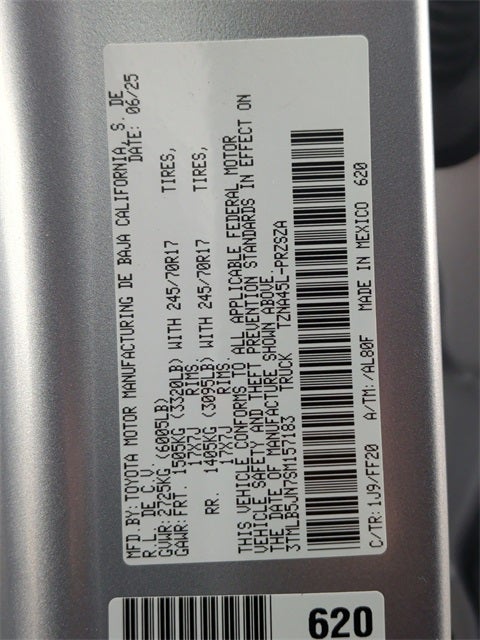 MFD.BY: TOYOTA MOTOR MANUFACTURING DE BAJA CALIFORNIA, S. DE
R.L. DE C.V. DATE: 06/25
GVWR: 2725KG (6005LB)
GAWR: FRT. 1505KG (3320LB) WITH 245/70R17 TIRES,
17X7J RIMS
RR. 1405KG (3095LB) WITH 245/70R17 TIRES,
17X7J RIMS.
THIS VEHICLE CONFORMS TO ALL APPLICABLE FEDERAL MOTOR
VEHICLE SAFETY AND THEFT PREVENTION STANDARDS IN EFFECT ON
THE DATE OF MANUFACTURE SHOWN ABOVE.
3TMLB5JN7SM157183 TRUCK TZNA45L-PRZSZA
C/TR: 1J9/FF20 A/TM: /AL80F MADE IN MEXICO 620
620